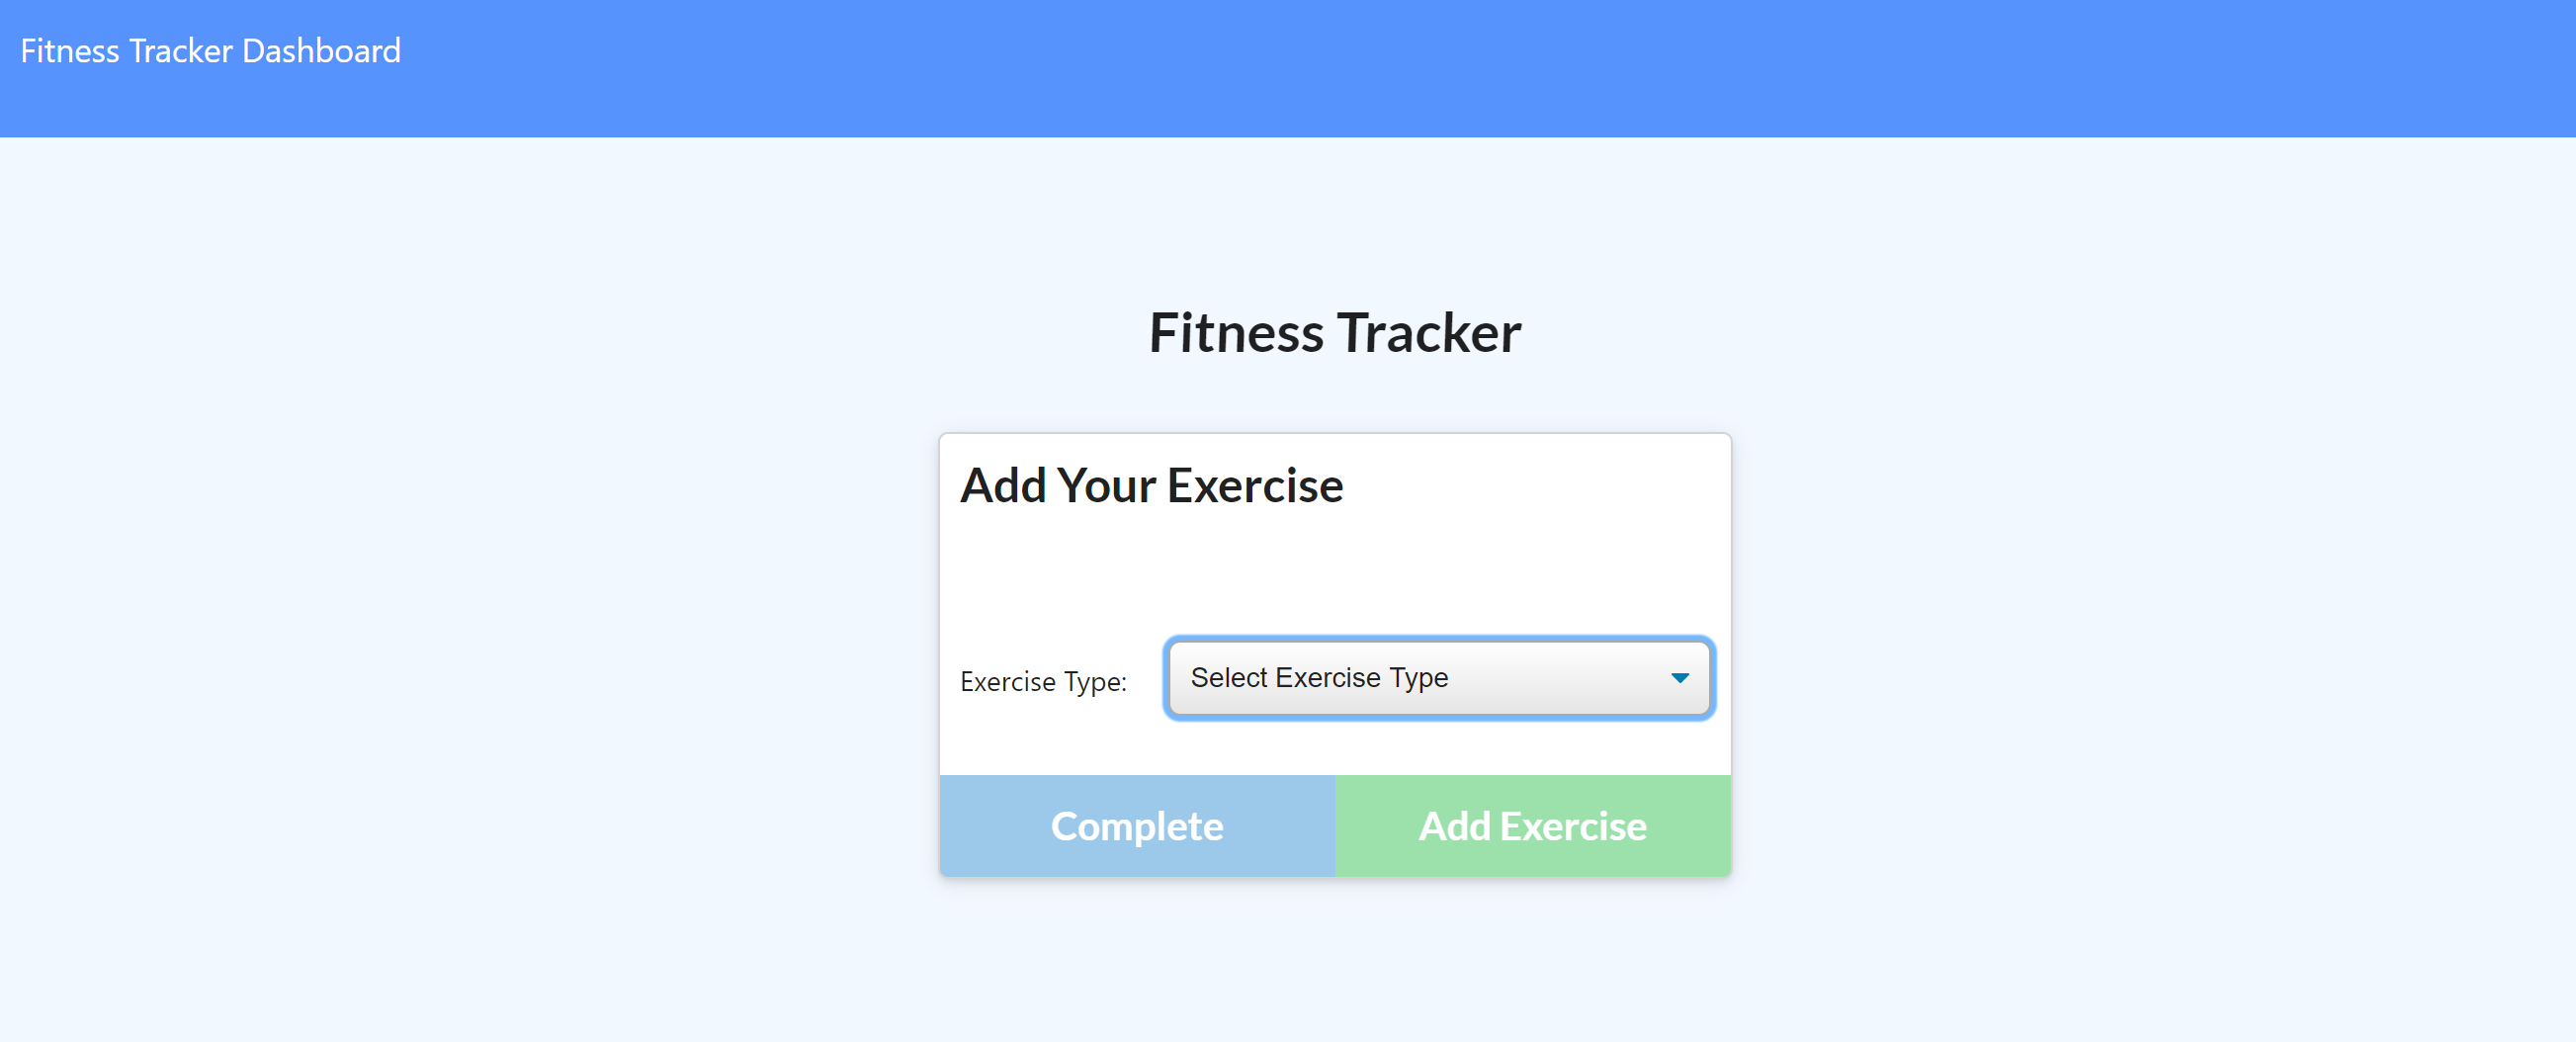 Fitness Tracker Dashboard
Fitness Tracker
Add Your Exercise
Exercise Type: Select Exercise Type
Complete Add Exercise